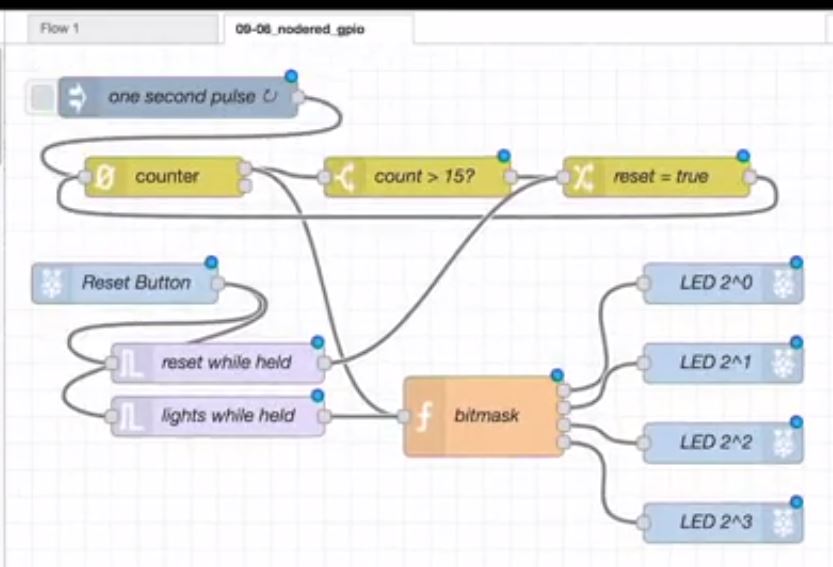 Flow 1
09-06_nodered_gpio
one second pulse ↻
counter
count > 15?
reset = true
Reset Button
LED 2^0
reset while held
LED 2^1
lights while held
bitmask
LED 2^2
LED 2^3